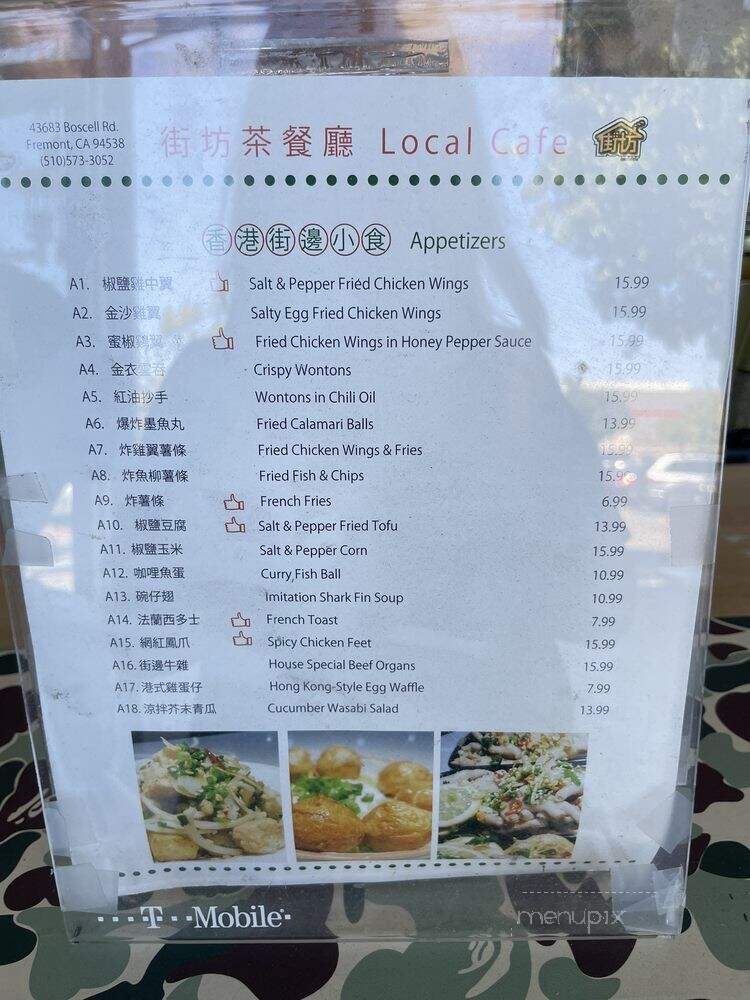 43683 Boscell Rd.
Fremont, CA 94538
(510)573-3052
街坊茶餐廳 Local Cafe 街坊
香港街邊小食 Appetizers
A1. 椒鹽雞中翼 Salt & Pepper Fried Chicken Wings 15.99
A2. 金沙雞翼 Salty Egg Fried Chicken Wings 15.99
A3. 蜜椒雞翼 Fried Chicken Wings in Honey Pepper Sauce 15.99
A4. 金衣雲吞 Crispy Wontons 15.99
A5. 紅油抄手 Wontons in Chili Oil 15.99
A6. 爆炸墨魚丸 Fried Calamari Balls 13.99
A7. 炸雞翼薯條 Fried Chicken Wings & Fries 15.99
A8. 炸魚柳薯條 Fried Fish & Chips 15.99
A9. 炸薯條 French Fries 6.99
A10. 椒鹽豆腐 Salt & Pepper Fried Tofu 13.99
A11. 椒鹽玉米 Salt & Pepper Corn 15.99
A12. 咖哩魚蛋 Curry Fish Ball 10.99
A13. 碗仔翅 Imitation Shark Fin Soup 10.99
A14. 法蘭西多士 French Toast 7.99
A15. 網紅鳳爪 Spicy Chicken Feet 15.99
A16. 街邊牛雜 House Special Beef Organs 15.99
A17. 港式雞蛋仔 Hong Kong-Style Egg Waffle 7.99
A18. 涼拌芥末青瓜 Cucumber Wasabi Salad 13.99
T Mobile
menupix